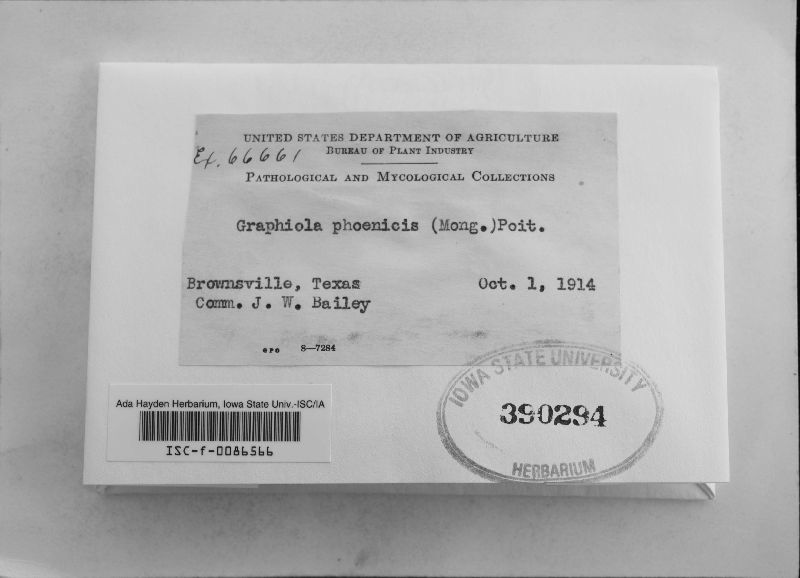 UNITED STATES DEPARTMENT OF AGRICULTURE
Ex. 66661
BUREAU OF PLANT INDUSTRY
PATHOLOGICAL AND MYCOLOGICAL COLLECTIONS
Graphiola phoenicis (Mong.)Poit.
Brownsville, Texas Oct. 1, 1914
Comm. J. W. Bailey
GPO 8—7284
IOWA STATE UNIVERSITY
390294
HERBARIUM
Ada Hayden Herbarium, Iowa State Univ.-ISC/IA
ISC-f-0086566